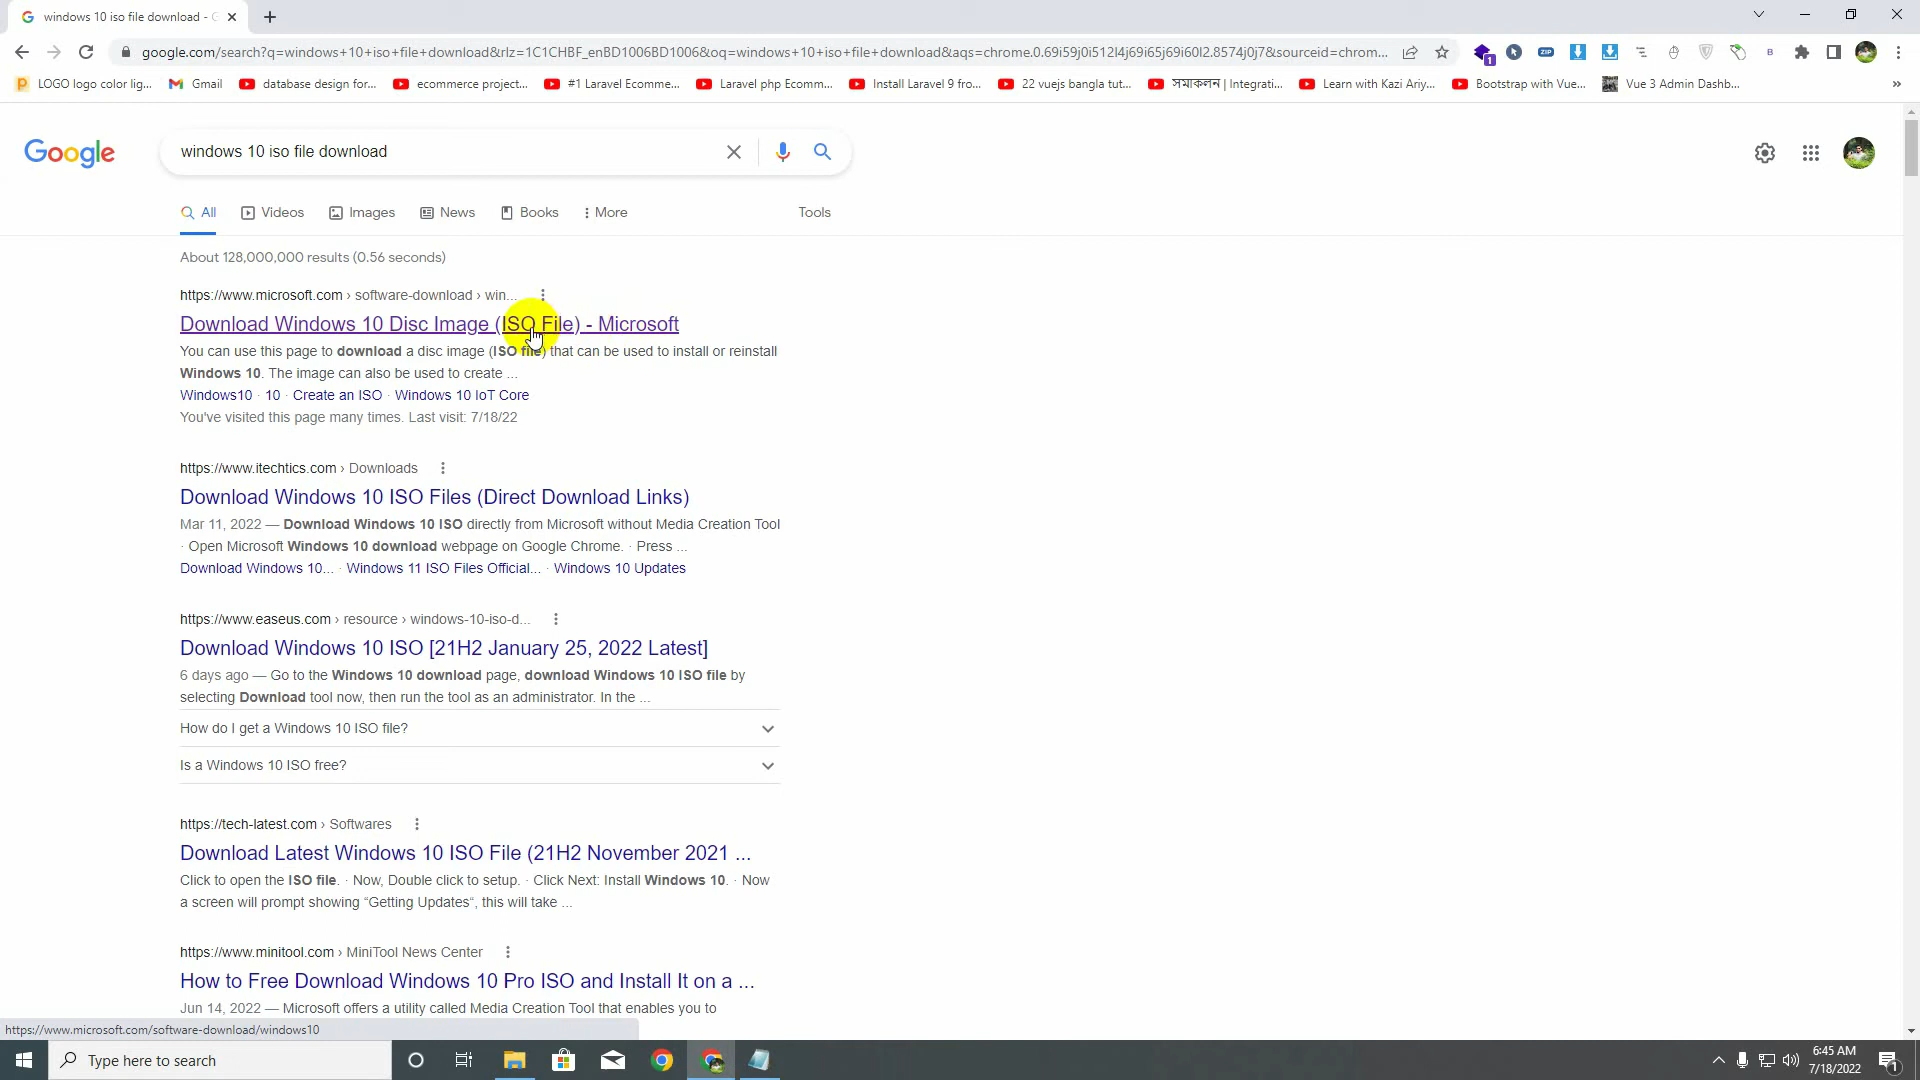 windows 10 iso file download - G
google.com/search?q=windows+10+iso+file+download&rlz=1C1CHBF_enBD1006BD1006&oq=windows+10+iso+file+download&aqs=chrome.0.69i59j0i512l4j69i65j69i60l2.8574j0j7&sourceid=chrom...
1
ZIP
B
LOGO logo color lig... Gmail database design for... ecommerce project... #1 Laravel Ecomme... Laravel php Ecomm... Install Laravel 9 fro... 22 vuejs bangla tut... সমাকলন | Integrati... Learn with Kazi Ariy... Bootstrap with Vue... Vue 3 Admin Dashb... »
Google
windows 10 iso file download
All Videos Images News Books More Tools
About 128,000,000 results (0.56 seconds)
https://www.microsoft.com › software-download › win...
Download Windows 10 Disc Image (ISO File) - Microsoft
You can use this page to download a disc image (ISO file) that can be used to install or reinstall
Windows 10. The image can also be used to create ...
Windows10 · 10 · Create an ISO · Windows 10 IoT Core
You've visited this page many times. Last visit: 7/18/22
https://www.itechtics.com › Downloads
Download Windows 10 ISO Files (Direct Download Links)
Mar 11, 2022 — Download Windows 10 ISO directly from Microsoft without Media Creation Tool
· Open Microsoft Windows 10 download webpage on Google Chrome. · Press ...
Download Windows 10... · Windows 11 ISO Files Official... · Windows 10 Updates
https://www.easeus.com › resource › windows-10-iso-d...
Download Windows 10 ISO [21H2 January 25, 2022 Latest]
6 days ago — Go to the Windows 10 download page, download Windows 10 ISO file by
selecting Download tool now, then run the tool as an administrator. In the ...
How do I get a Windows 10 ISO file?
Is a Windows 10 ISO free?
https://tech-latest.com › Softwares
Download Latest Windows 10 ISO File (21H2 November 2021 ...
Click to open the ISO file. · Now, Double click to setup. · Click Next: Install Windows 10. · Now
a screen will prompt showing “Getting Updates“, this will take ...
https://www.minitool.com › MiniTool News Center
How to Free Download Windows 10 Pro ISO and Install It on a ...
Jun 14, 2022 — Microsoft offers a utility called Media Creation Tool that enables you to
https://www.microsoft.com/software-download/windows10
Type here to search
6:45 AM
7/18/2022
1